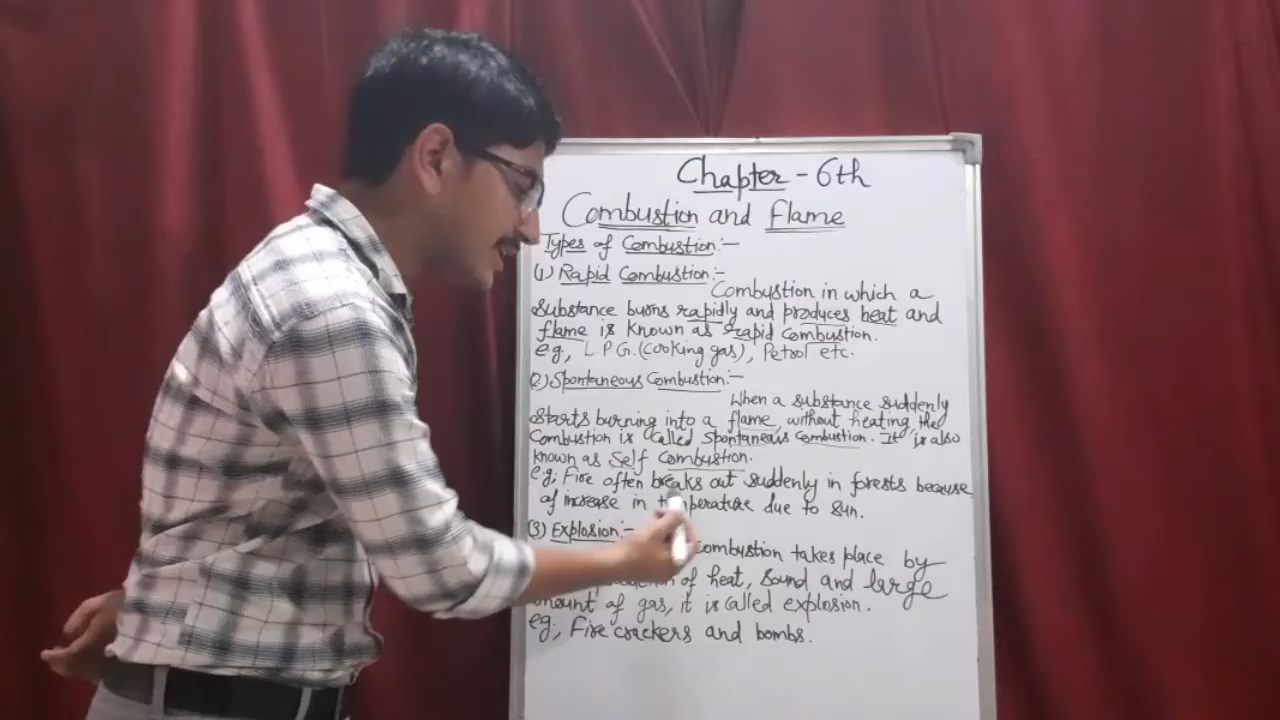 Chapter - 6th
Combustion and Flame
Types of Combustion:-
(1) Rapid Combustion:-
Combustion in which a
Substance burns rapidly and produces heat and
flame is known as rapid combustion.
e.g., L.P.G.(cooking gas), Petrol etc.
(2) Spontaneous Combustion:-
When a substance suddenly
starts burning into a flame, without heating, the
Combustion is called spontaneous combustion. It is also
known as Self Combustion.
e.g; Fire often breaks out suddenly in forests because
of increase in temperature due to sun.
(3) Explosion:-
combustion takes place by
of heat, sound and large
amount of gas, it is called explosion.
eg;, Fire crackers and bombs.